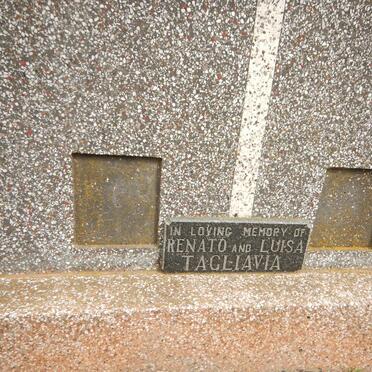 IN LOVING MEMORY OF
RENATO AND LUISA
TAGLIAVIA